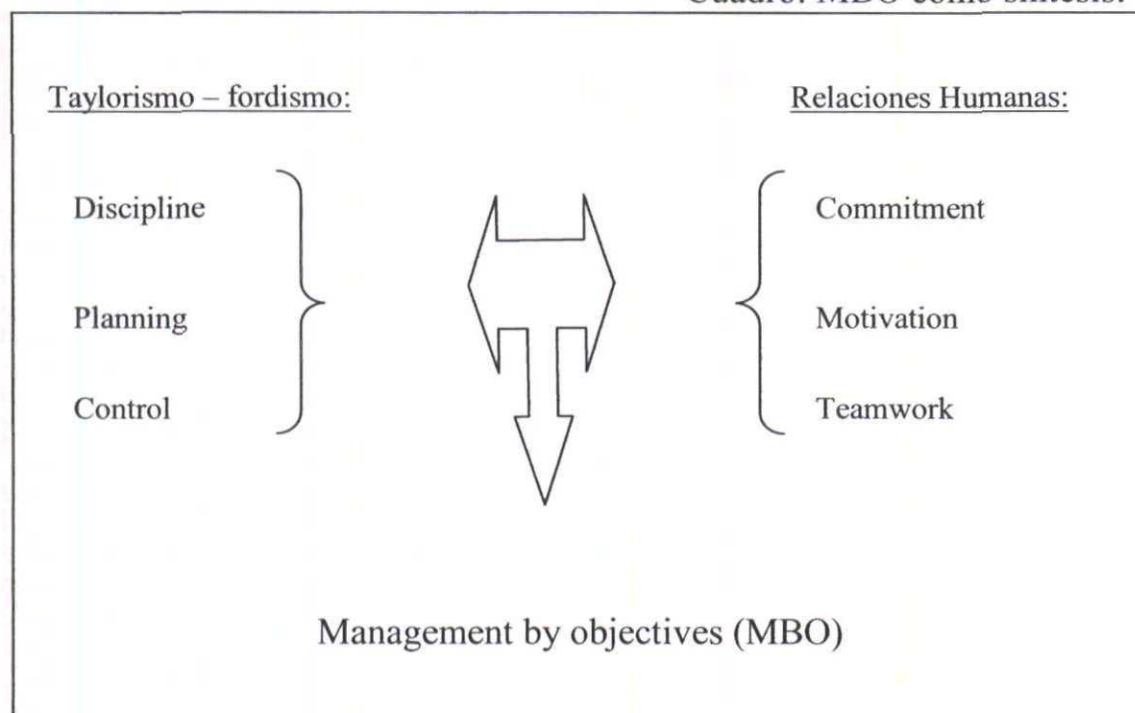 Cuadro: MBO como síntesis.
Taylorismo – fordismo:
Relaciones Humanas:
Discipline
Commitment
Planning
Motivation
Control
Teamwork
Management by objectives (MBO)